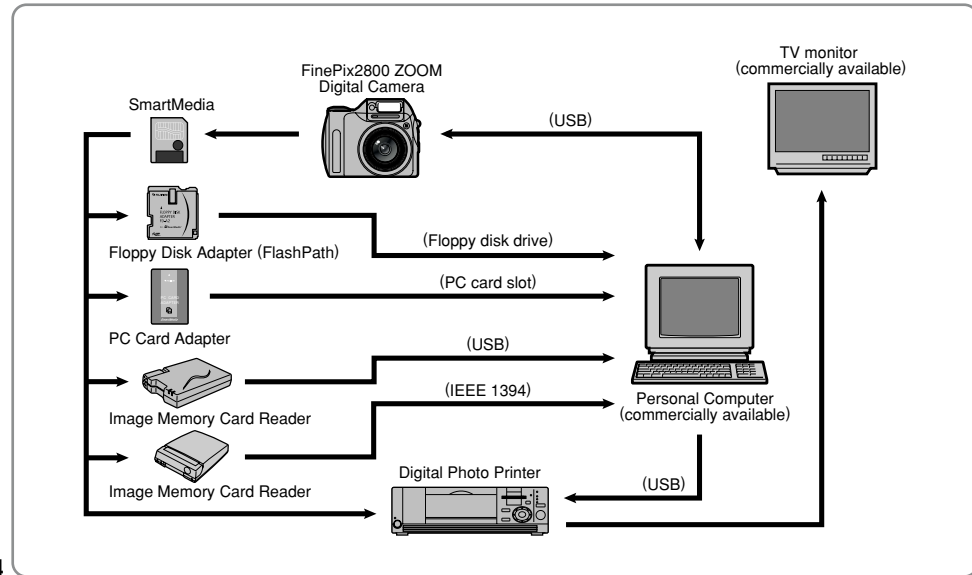 TV monitor
(commercially available)
FinePix2800 ZOOM
Digital Camera
SmartMedia
(USB)
Floppy Disk Adapter (FlashPath)
(Floppy disk drive)
(PC card slot)
PC Card Adapter
(USB)
(IEEE 1394)
Image Memory Card Reader
Personal Computer
(commercially available)
Image Memory Card Reader
Digital Photo Printer
(USB)